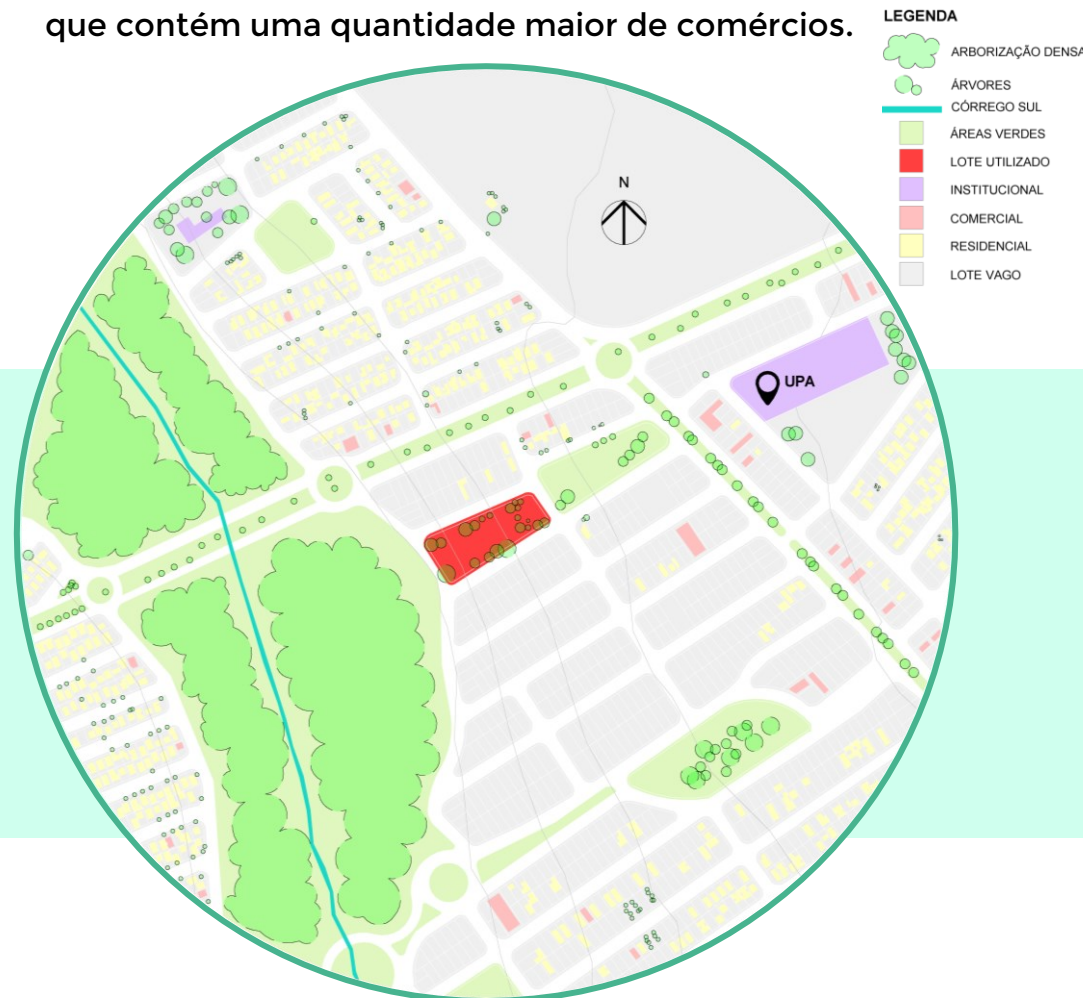 que contém uma quantidade maior de comércios.
LEGENDA
ARBORIZAÇÃO DENSA
ÁRVORES
CÓRREGO SUL
ÁREAS VERDES
LOTE UTILIZADO
INSTITUCIONAL
COMERCIAL
RESIDENCIAL
LOTE VAGO
N
UPA